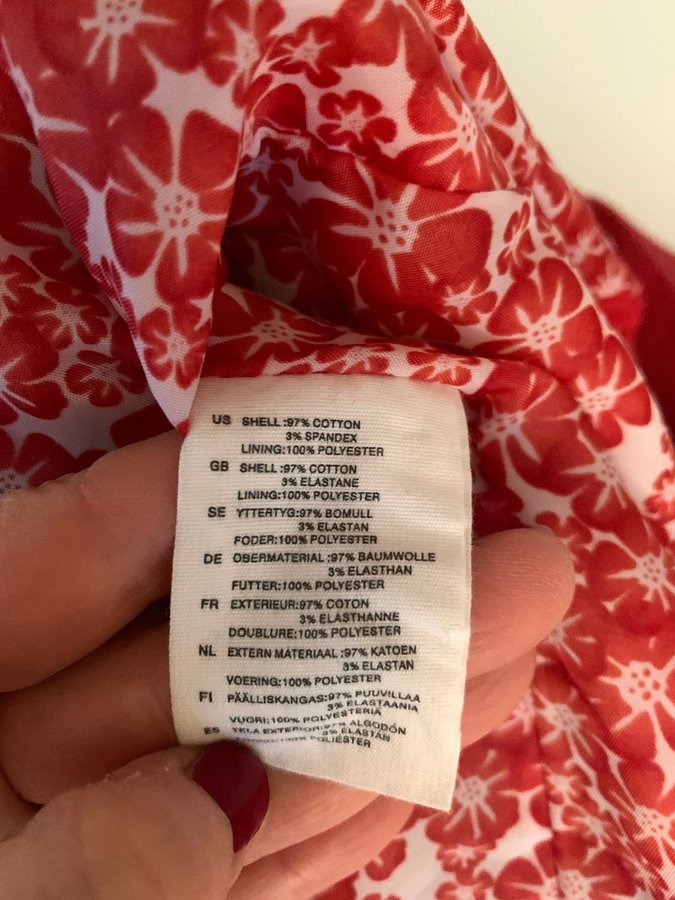 US SHELL:97% COTTON
3% SPANDEX
LINING:100% POLYESTER
GB SHELL:97% COTTON
3% ELASTANE
LINING:100% POLYESTER
SE YTTERTYG:97% BOMULL
3% ELASTAN
FODER:100% POLYESTER
DE OBERMATERIAL:97% BAUMWOLLE
3% ELASTHAN
FUTTER:100% POLYESTER
FR EXTERIEUR:97% COTON
3% ELASTHANNE
DOUBLURE:100% POLYESTER
NL EXTERN MATERIAAL:97% KATOEN
3% ELASTAN
VOERING:100% POLYESTER
FI PÄÄLLISKANGAS:97% PUUVILLAA
3% ELASTAANIA
VUORI:100% POLYESTERIÄ
ES TELA EXTERIOR:97% ALGODÓN
3% ELASTAN
100% POLIÉSTER